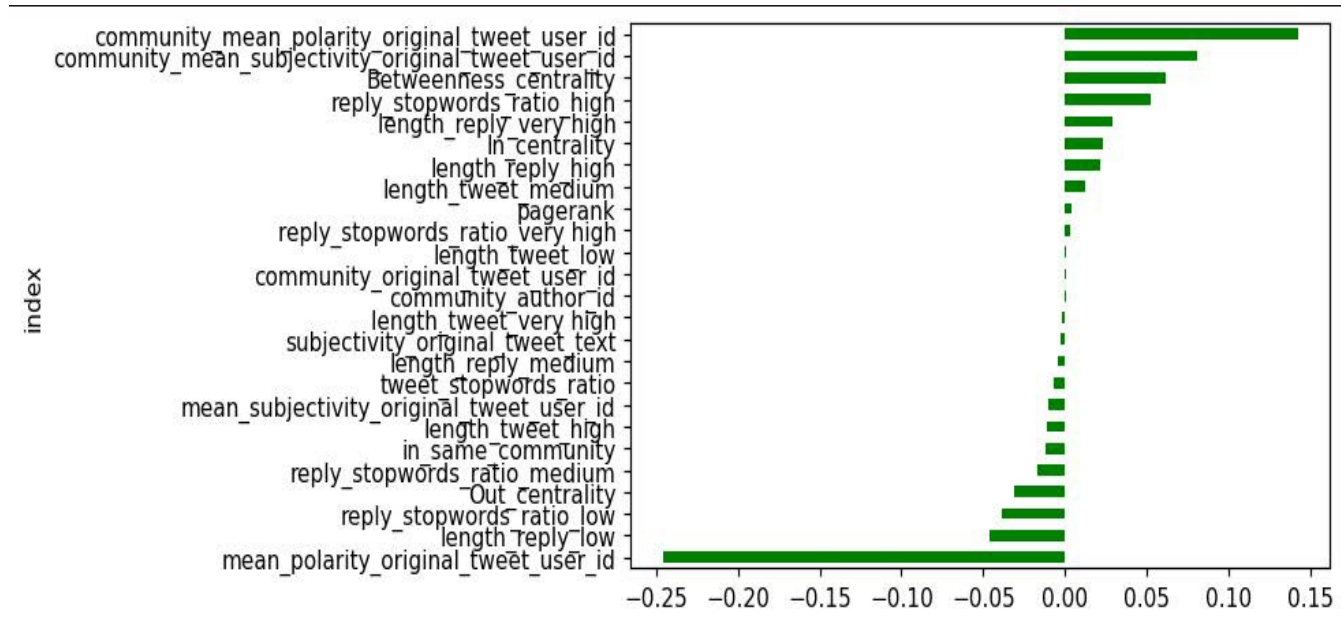 community_mean_polarity_original_tweet_user_id
community_mean_subjectivity_original_tweet_user_id
Betweenness_centrality
reply_stopwords_ratio_high
length_reply_very high
In_centrality
length_reply_high
length_tweet_medium
pagerank
reply_stopwords_ratio_very high
length_tweet_low
community_original_tweet_user_id
community_author_id
length_tweet_very high
subjectivity_original_tweet_text
length_reply_medium
tweet_stopwords_ratio
mean_subjectivity_original_tweet_user_id
length_tweet_high
in_same_community
reply_stopwords_ratio_medium
Out_centrality
reply_stopwords_ratio_low
length_reply_low
mean_polarity_original_tweet_user_id
index
−0.25 −0.20 −0.15 −0.10 −0.05 0.00 0.05 0.10 0.15